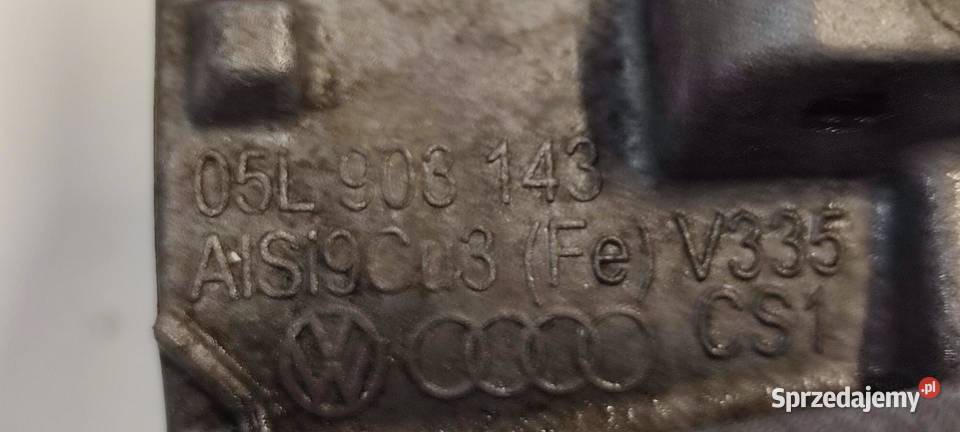 05L 903 143
AlSi9Cu3 (Fe) V335
CS1
Sprzedajemy.pl